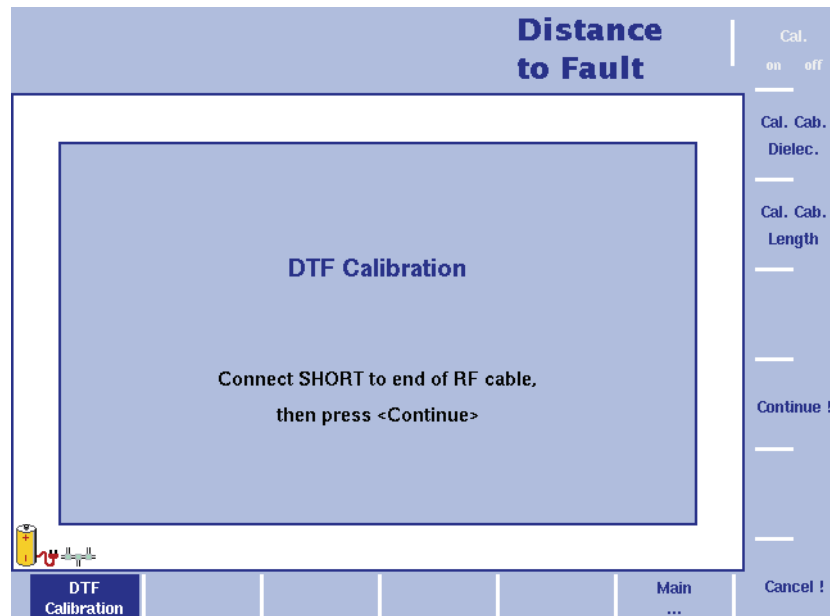 Distance
to Fault
Cal.
on off
Cal. Cab.
Dielec.
Cal. Cab.
Length
DTF Calibration
Connect SHORT to end of RF cable,
then press <Continue>
Continue !
+
DTF
Calibration
Main
...
Cancel !